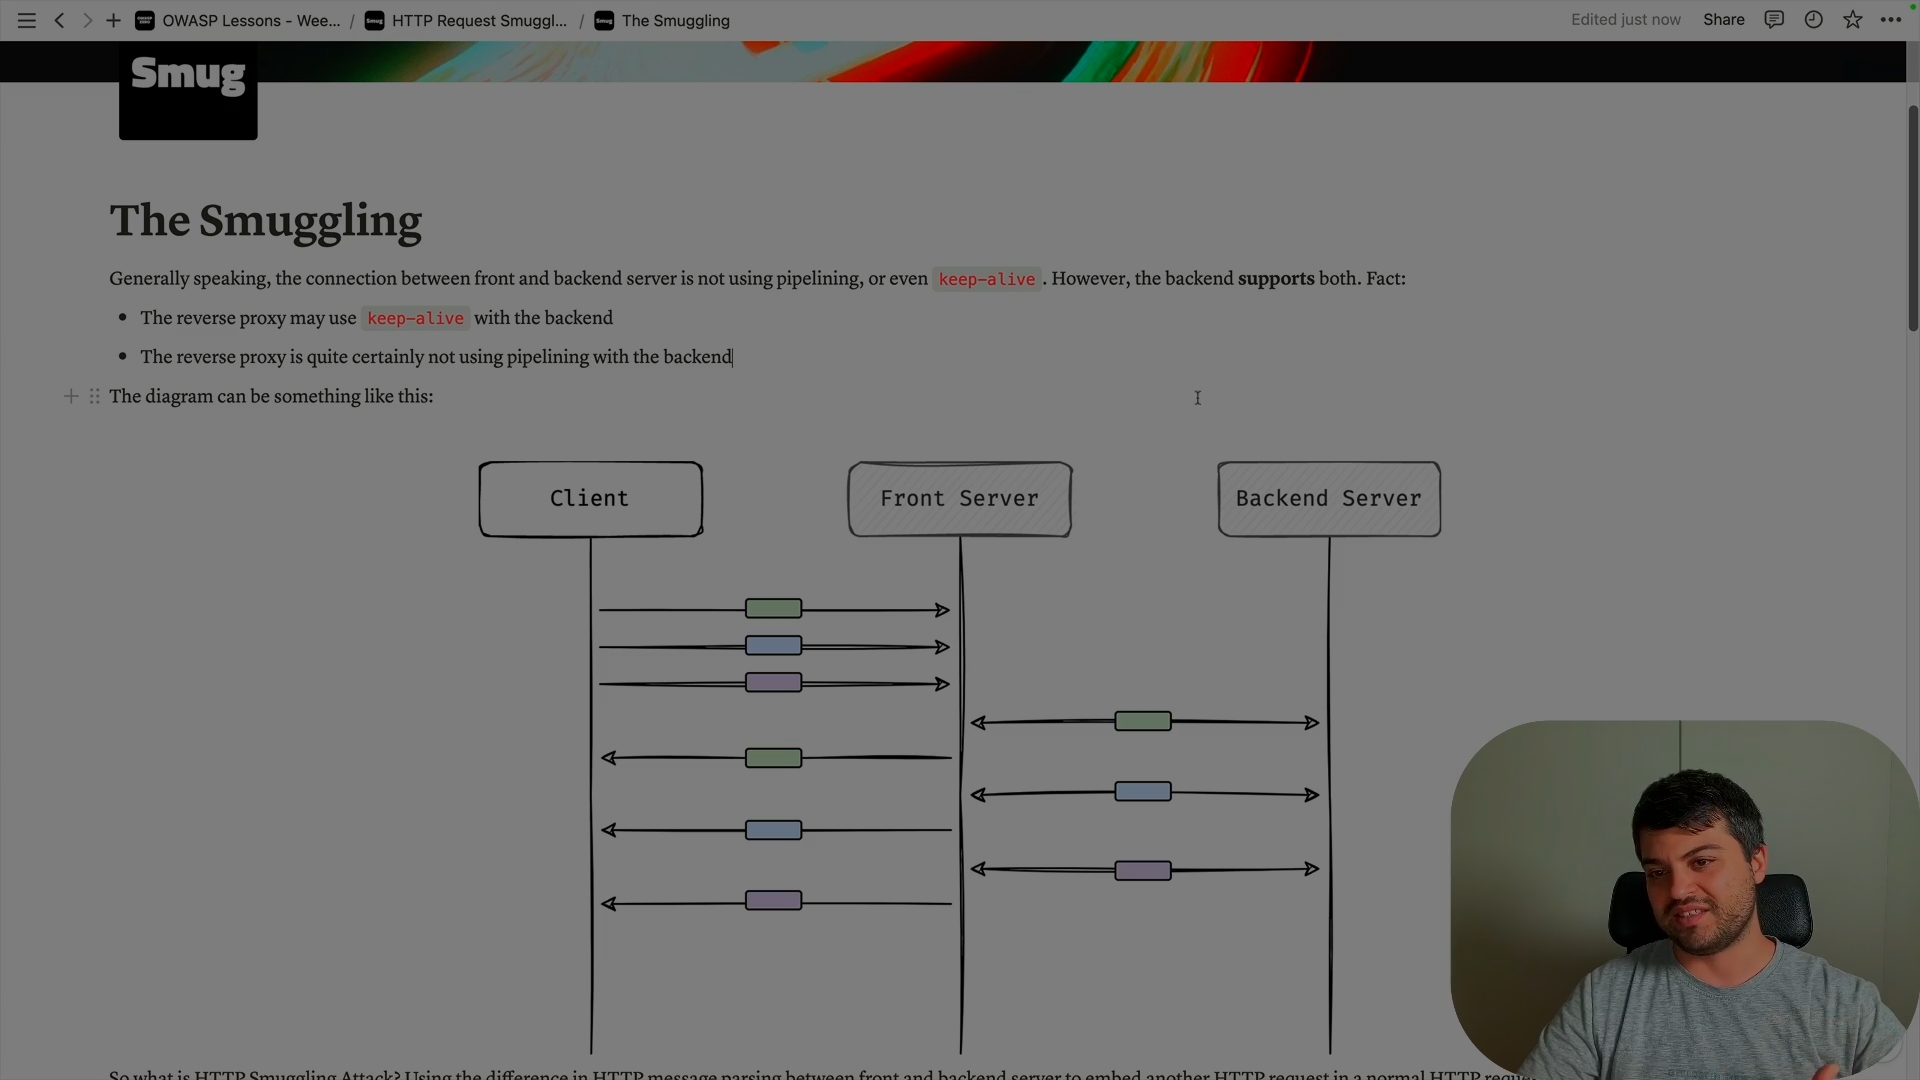 OWASP Lessons - Wee... / HTTP Request Smuggl... / The Smuggling Edited just now Share
Smug
The Smuggling
Generally speaking, the connection between front and backend server is not using pipelining, or even keep-alive . However, the backend supports both. Fact:
The reverse proxy may use keep-alive with the backend
The reverse proxy is quite certainly not using pipelining with the backend
The diagram can be something like this:
Client Front Server Backend Server
So what is HTTP Smuggling Attack? Using the difference in HTTP message parsing between front and backend server to embed another HTTP request in a normal HTTP reque